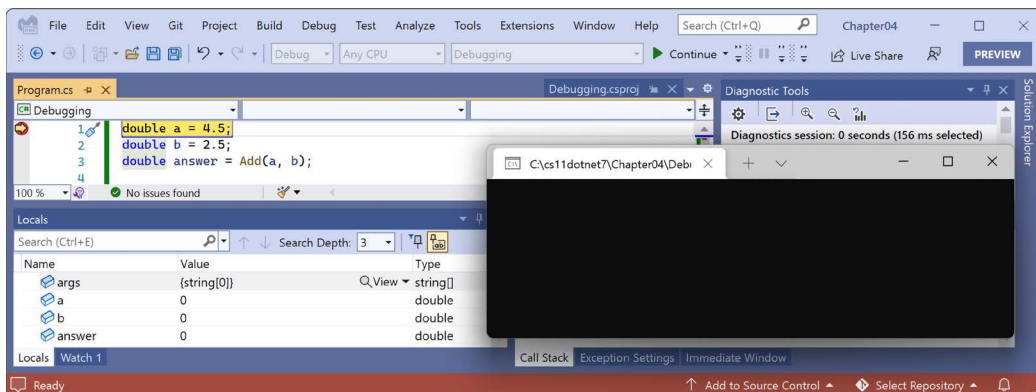 File Edit View Git Project Build Debug Test Analyze Tools Extensions Window Help Search (Ctrl+Q) Chapter04
Debug Any CPU Debugging Continue Live Share PREVIEW
Program.cs Debugging.csproj Diagnostic Tools
Solution Explorer
C# Debugging
Diagnostics session: 0 seconds (156 ms selected)
1 double a = 4.5;
2 double b = 2.5;
3 double answer = Add(a, b);
4
C:\cs11dotnet7\Chapter04\Deb
100 % No issues found
Locals
Search (Ctrl+E) Search Depth: 3
Name Value Type
args {string[0]} View string[]
a 0 double
b 0 double
answer 0 double
Locals Watch 1 Call Stack Exception Settings Immediate Window
Ready Add to Source Control Select Repository